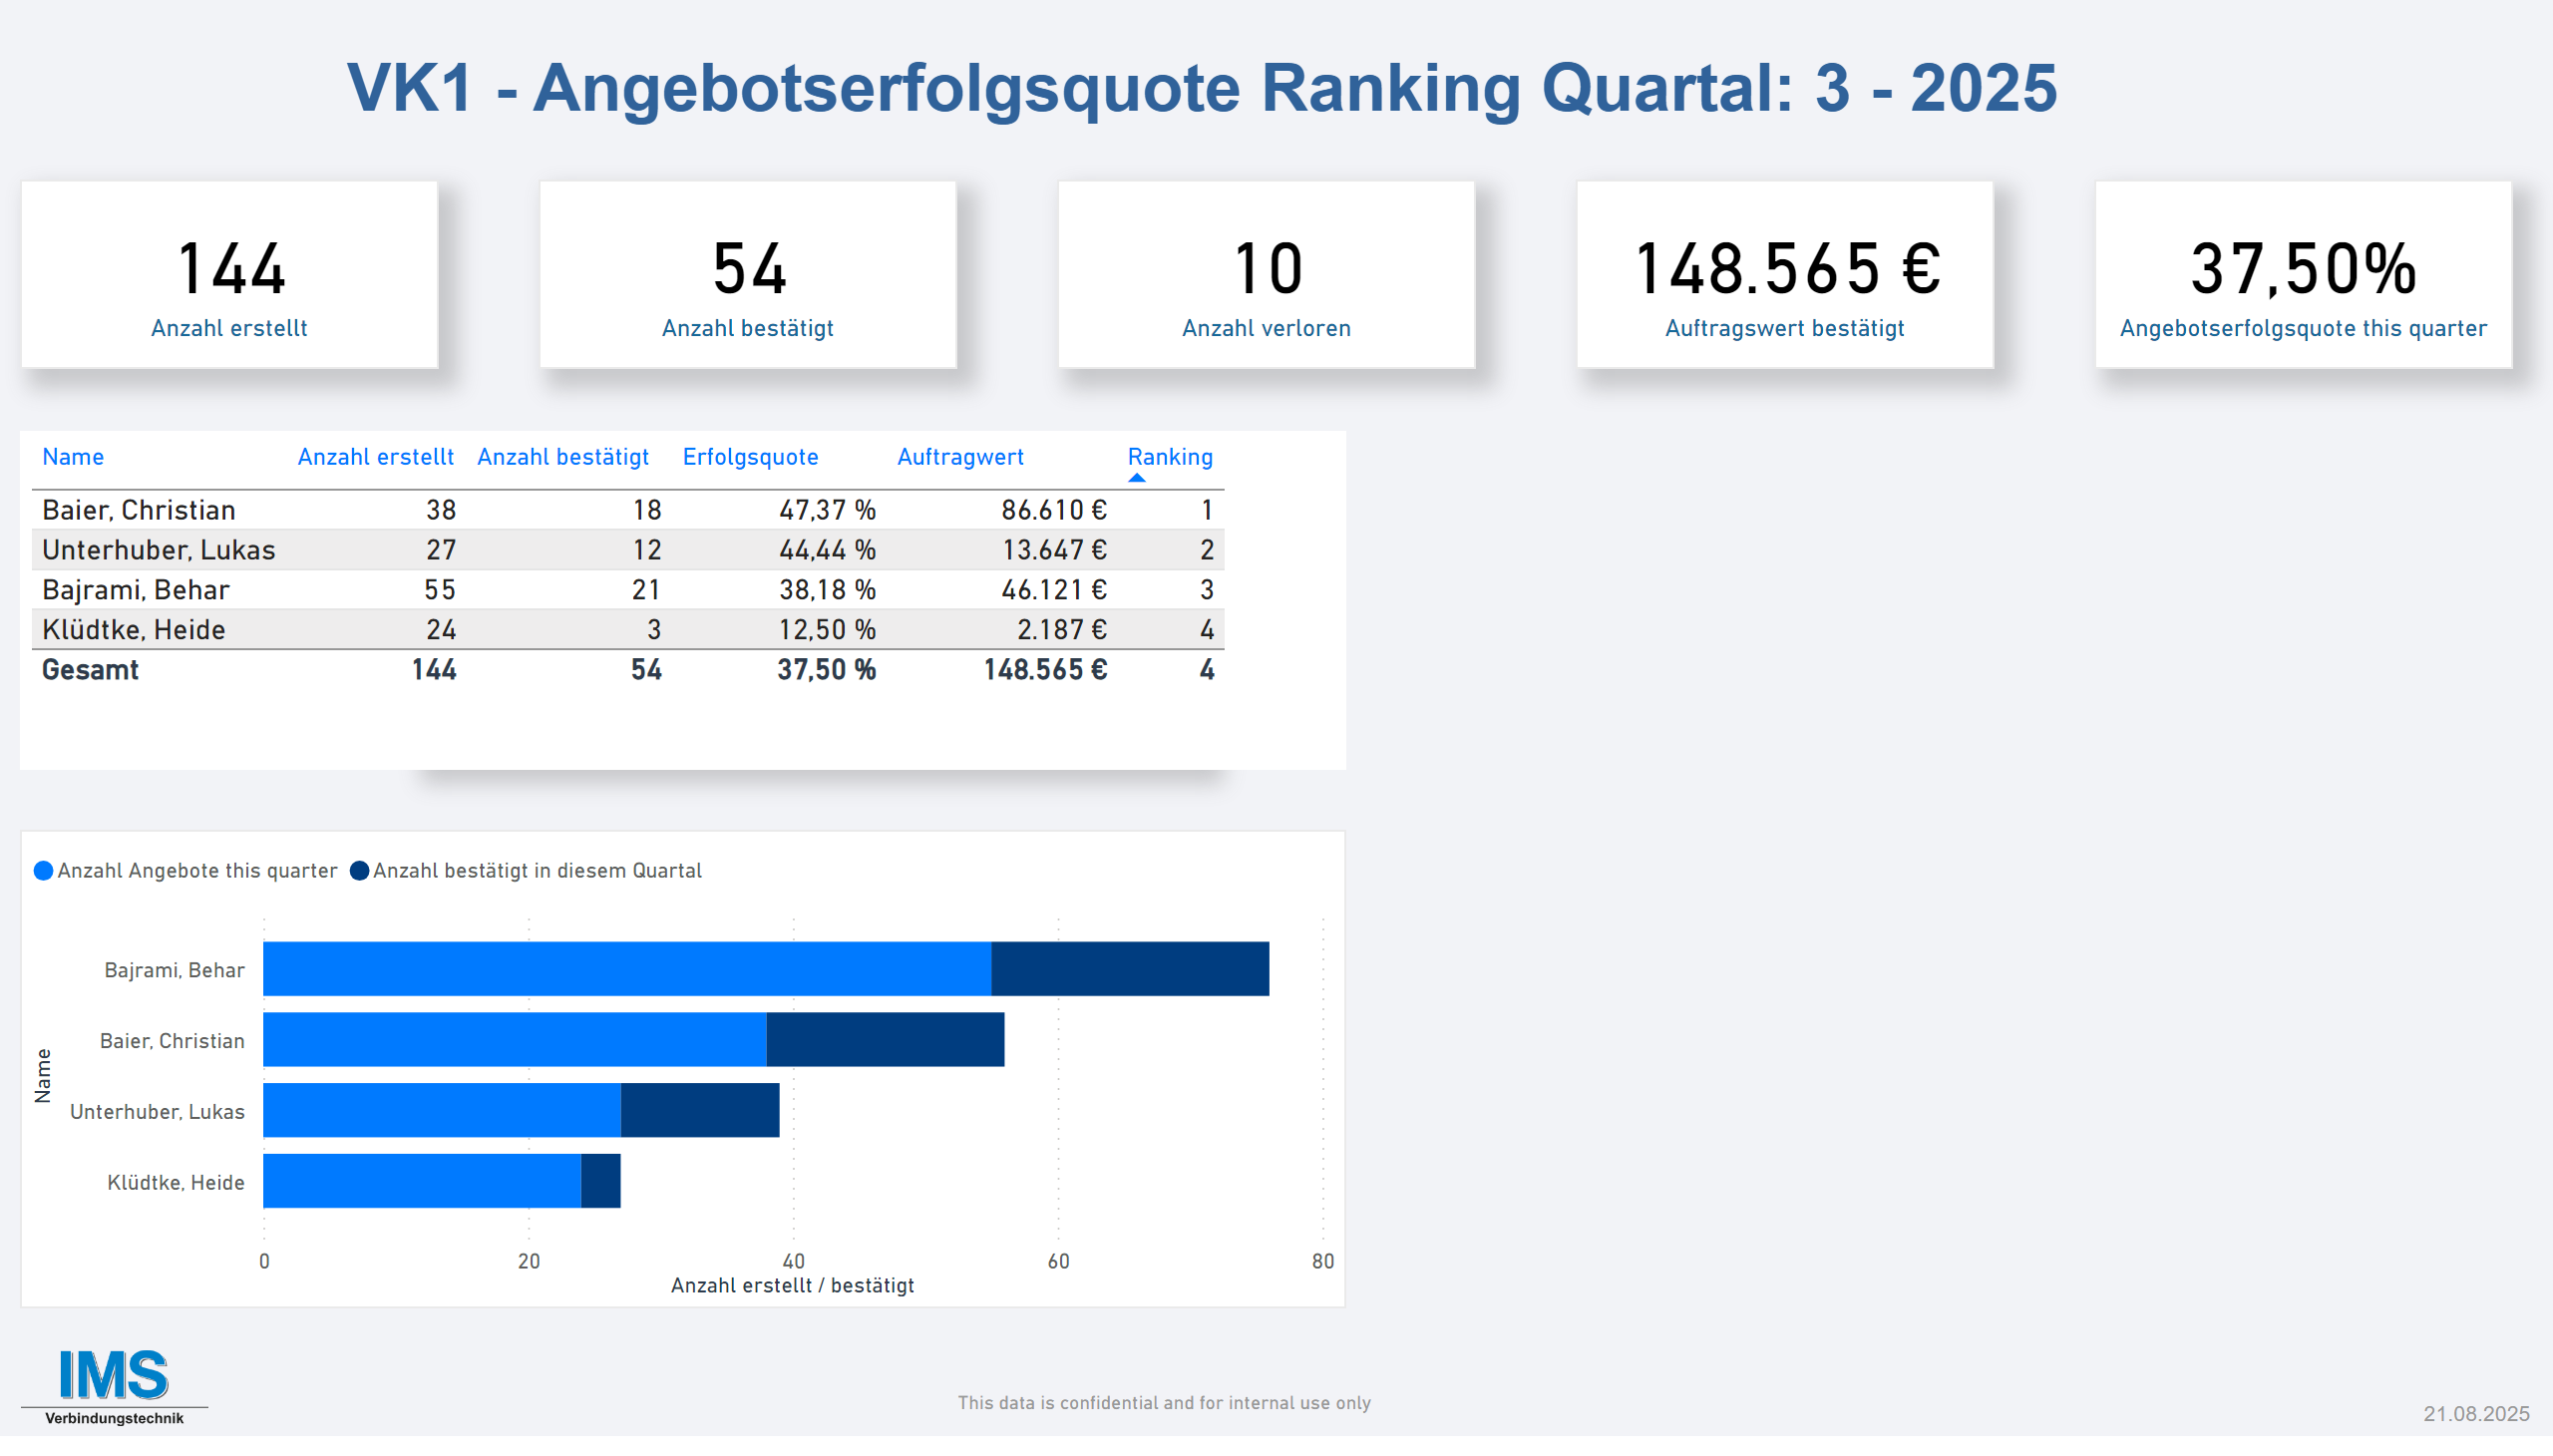 VK1 - Angebotserfolgsquote Ranking Quartal: 3 - 2025
144
Anzahl erstellt
54
Anzahl bestätigt
10
Anzahl verloren
148.565 €
Auftragswert bestätigt
37,50%
Angebotserfolgsquote this quarter
Name Anzahl erstellt Anzahl bestätigt Erfolgsquote Auftragwert Ranking
Baier, Christian 38 18 47,37 % 86.610 € 1
Unterhuber, Lukas 27 12 44,44 % 13.647 € 2
Bajrami, Behar 55 21 38,18 % 46.121 € 3
Klüdtke, Heide 24 3 12,50 % 2.187 € 4
Gesamt 144 54 37,50 % 148.565 € 4
Anzahl Angebote this quarter Anzahl bestätigt in diesem Quartal
Name
Bajrami, Behar
Baier, Christian
Unterhuber, Lukas
Klüdtke, Heide
0 20 40 60 80
Anzahl erstellt / bestätigt
IMS
Verbindungstechnik
This data is confidential and for internal use only
21.08.2025